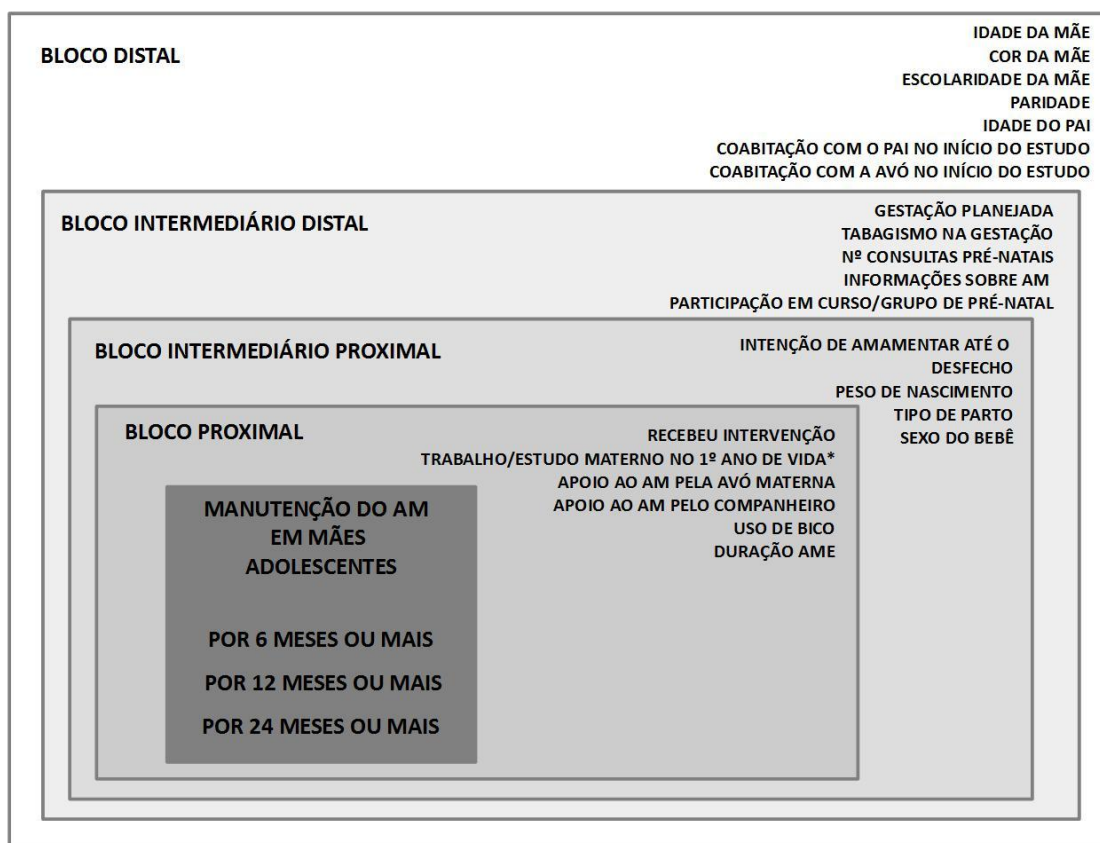 BLOCO DISTAL
IDADE DA MÃE
COR DA MÃE
ESCOLARIDADE DA MÃE
PARIDADE
IDADE DO PAI
COABITAÇÃO COM O PAI NO INÍCIO DO ESTUDO
COABITAÇÃO COM A AVÓ NO INÍCIO DO ESTUDO
BLOCO INTERMEDIÁRIO DISTAL
GESTAÇÃO PLANEJADA
TABAGISMO NA GESTAÇÃO
Nº CONSULTAS PRÉ-NATAIS
INFORMAÇÕES SOBRE AM
PARTICIPAÇÃO EM CURSO/GRUPO DE PRÉ-NATAL
BLOCO INTERMEDIÁRIO PROXIMAL
INTENÇÃO DE AMAMENTAR ATÉ O
DESFECHO
PESO DE NASCIMENTO
TIPO DE PARTO
SEXO DO BEBÊ
BLOCO PROXIMAL
RECEBEU INTERVENÇÃO
TRABALHO/ESTUDO MATERNO NO 1º ANO DE VIDA*
APOIO AO AM PELA AVÓ MATERNA
APOIO AO AM PELO COMPANHEIRO
USO DE BICO
DURAÇÃO AME
MANUTENÇÃO DO AM
EM MÃES
ADOLESCENTES
POR 6 MESES OU MAIS
POR 12 MESES OU MAIS
POR 24 MESES OU MAIS